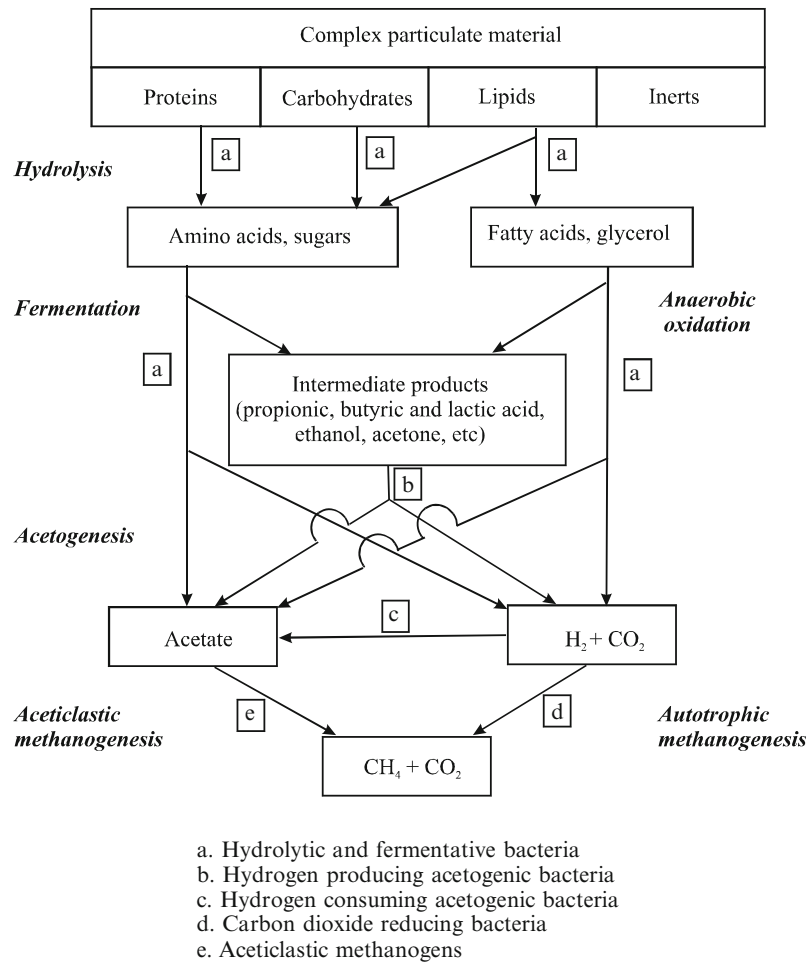 Complex particulate material
Proteins
Carbohydrates
Lipids
Inerts
a
a
a
Hydrolysis
Amino acids, sugars
Fatty acids, glycerol
Fermentation
Anaerobic
oxidation
a
a
Intermediate products
(propionic, butyric and lactic acid,
ethanol, acetone, etc)
b
Acetogenesis
c
Acetate
H₂ + CO₂
Aceticlastic
methanogenesis
e
d
Autotrophic
methanogenesis
CH₄ + CO₂
a. Hydrolytic and fermentative bacteria
b. Hydrogen producing acetogenic bacteria
c. Hydrogen consuming acetogenic bacteria
d. Carbon dioxide reducing bacteria
e. Aceticlastic methanogens